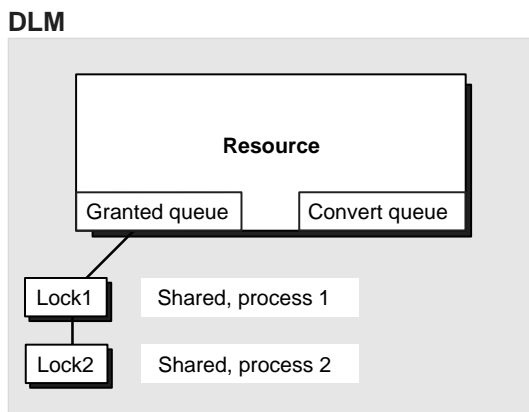 DLM
Resource
Granted queue
Convert queue
Lock1
Shared, process 1
Lock2
Shared, process 2